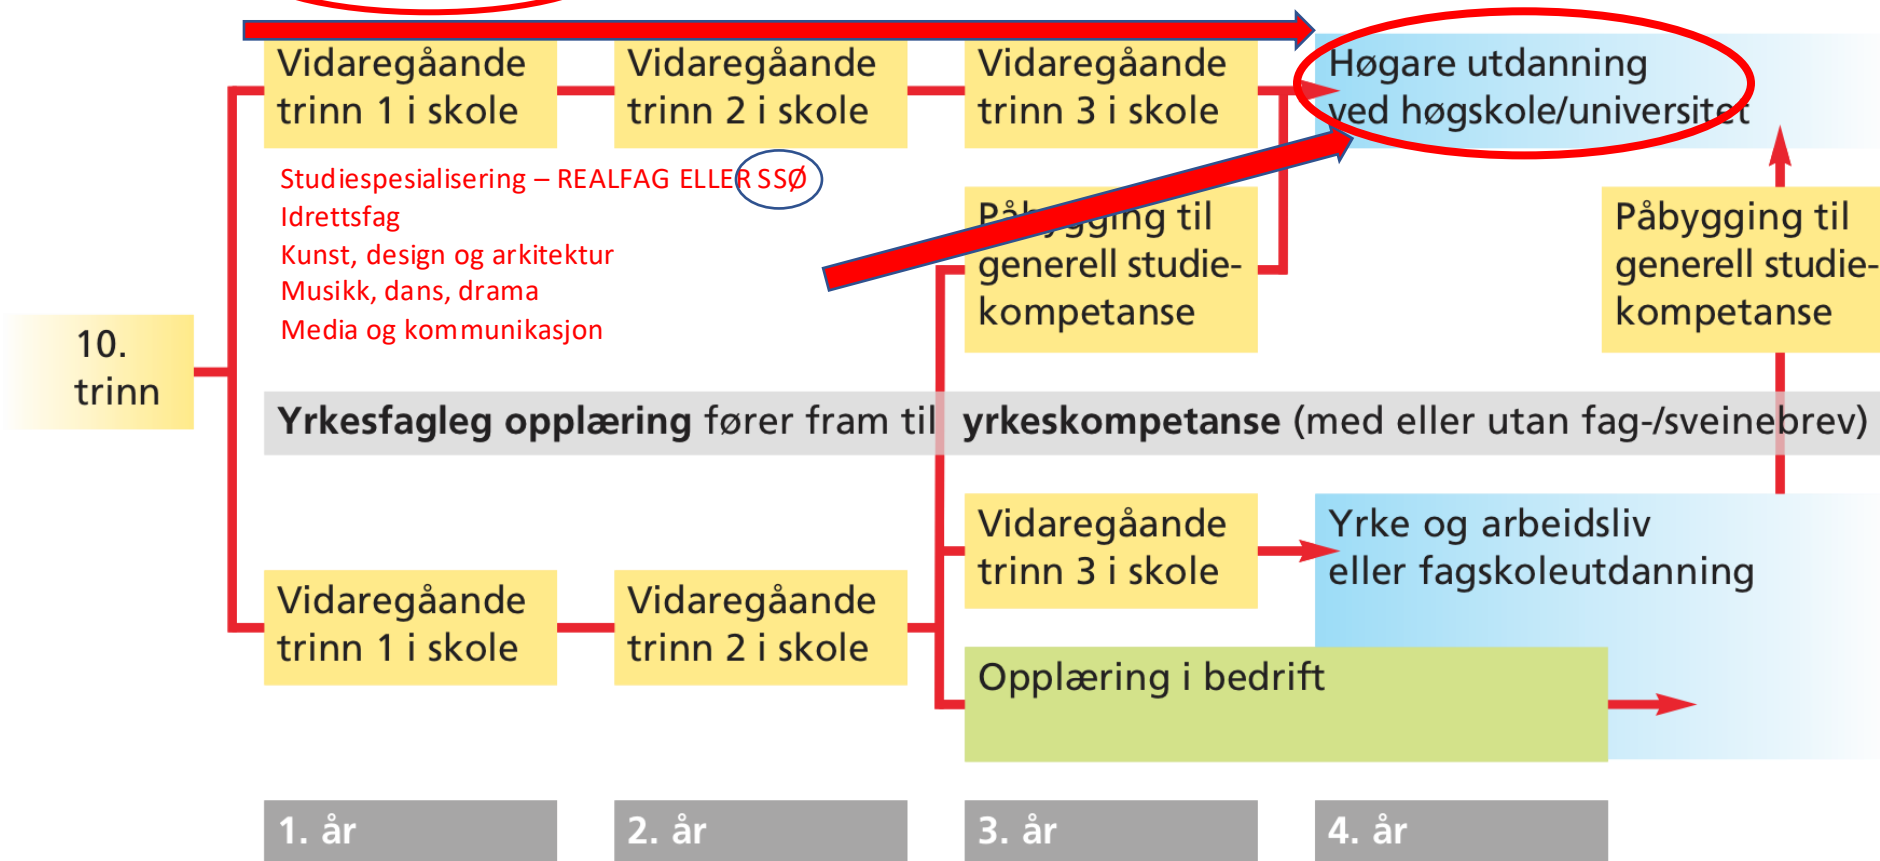 Vidaregåande
trinn 1 i skole
Vidaregåande
trinn 2 i skole
Vidaregåande
trinn 3 i skole
Høgare utdanning
ved høgskole/universitet
Studiespesialisering – REALFAG ELLER SSØ
Idrettsfag
Kunst, design og arkitektur
Musikk, dans, drama
Media og kommunikasjon
Påbygging til
generell studie-
kompetanse
Påbygging til
generell studie-
kompetanse
10.
trinn
Yrkesfagleg opplæring fører fram til yrkeskompetanse (med eller utan fag-/sveinebrev)
Vidaregåande
trinn 1 i skole
Vidaregåande
trinn 2 i skole
Vidaregåande
trinn 3 i skole
Yrke og arbeidsliv
eller fagskoleutdanning
Opplæring i bedrift
1. år
2. år
3. år
4. år